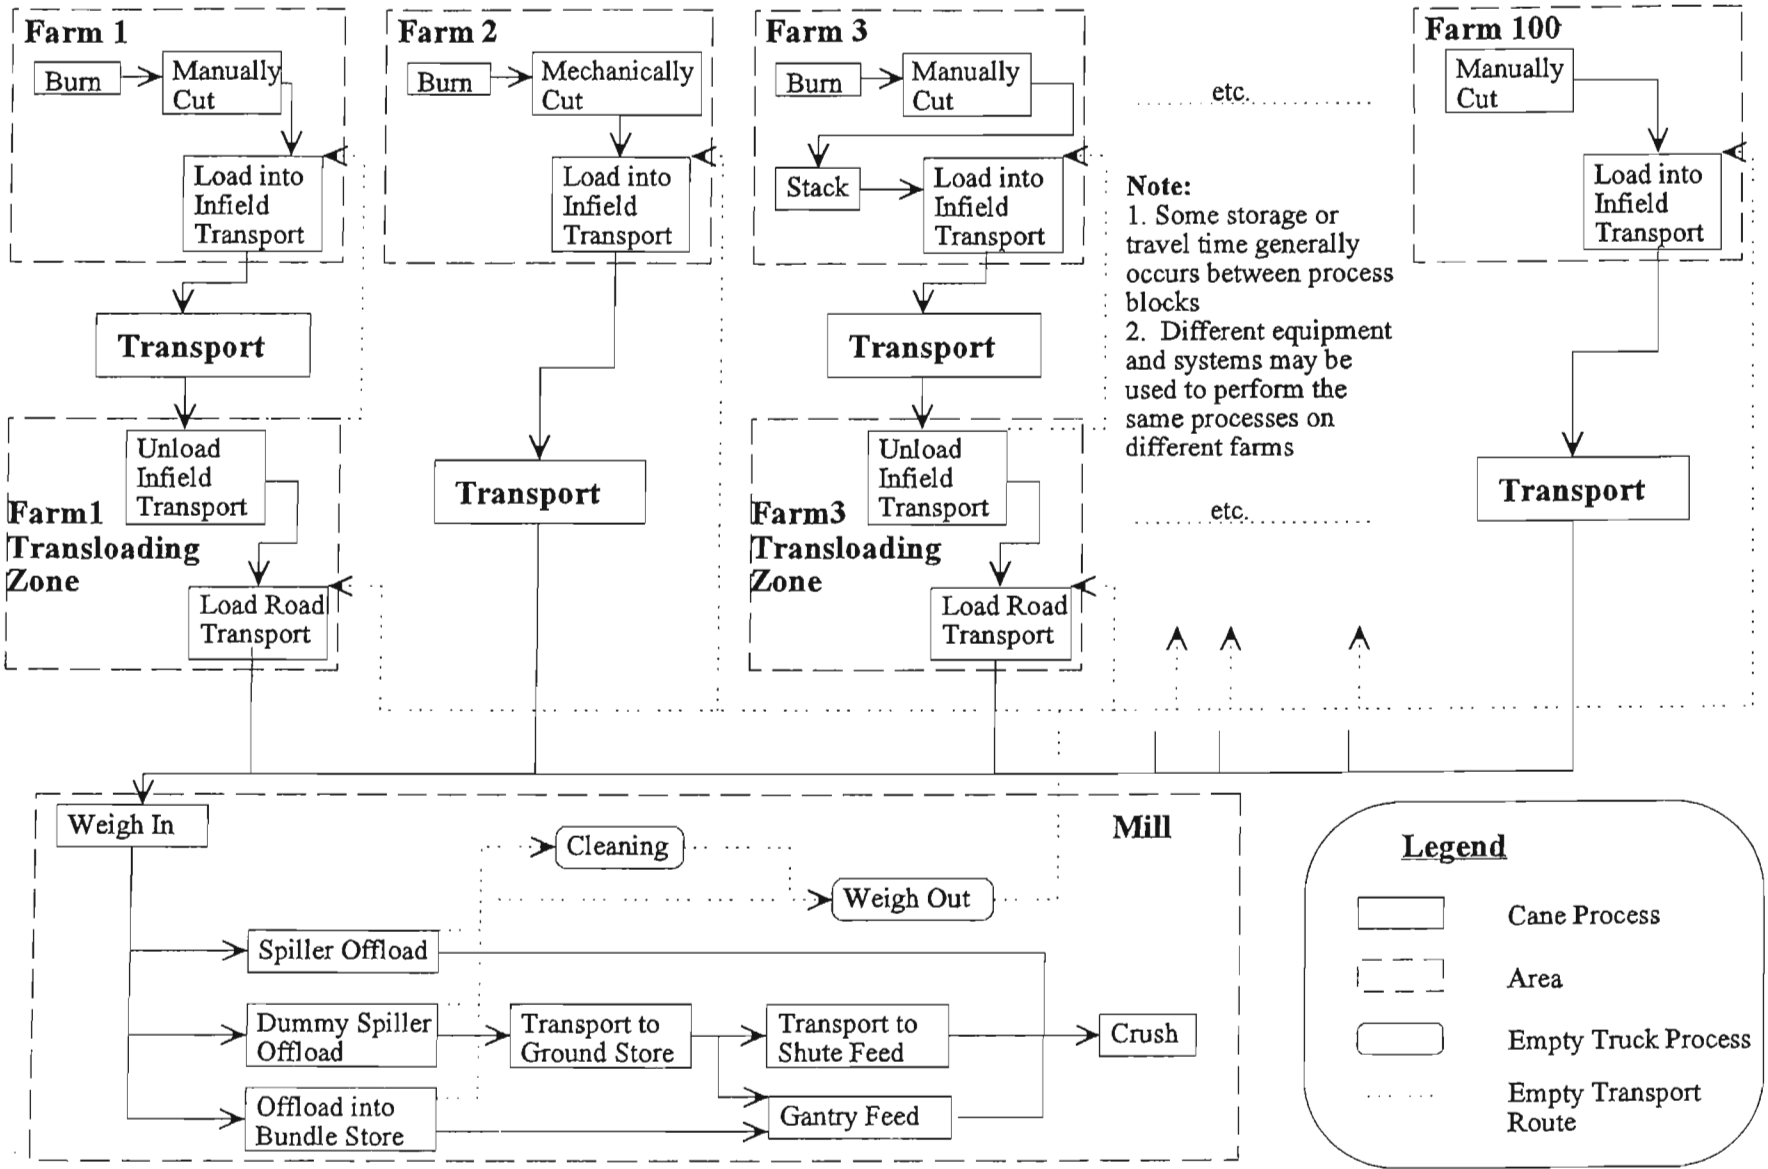 Farm 1
Burn
Manually
Cut
Load into
Infield
Transport
Transport
Unload
Infield
Transport
Farm1
Transloading
Zone
Load Road
Transport
Farm 2
Burn
Mechanically
Cut
Load into
Infield
Transport
Transport
Farm 3
Burn
Manually
Cut
Stack
Load into
Infield
Transport
Transport
Unload
Infield
Transport
Farm3
Transloading
Zone
Load Road
Transport
etc.
Note:
1. Some storage or
travel time generally
occurs between process
blocks
2. Different equipment
and systems may be
used to perform the
same processes on
different farms
etc.
Farm 100
Manually
Cut
Load into
Infield
Transport
Transport
Mill
Weigh In
Cleaning
Weigh Out
Spiller Offload
Dummy Spiller
Offload
Transport to
Ground Store
Transport to
Shute Feed
Crush
Offload into
Bundle Store
Gantry Feed
Legend
Cane Process
Area
Empty Truck Process
Empty Transport
Route